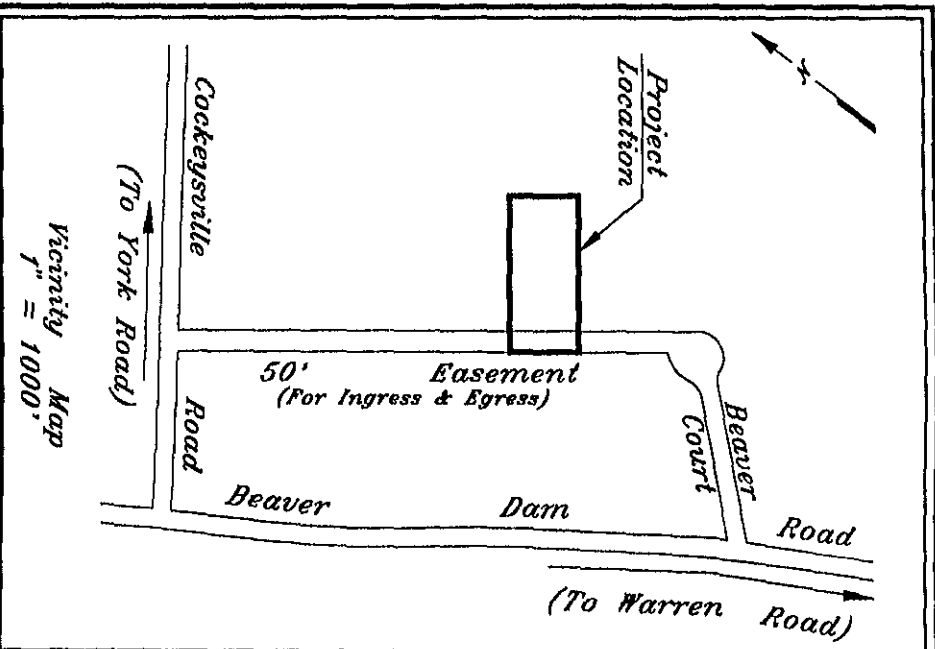 N
Project
Location
Cockeysville
Road
(To York Road)
Vicinity Map
1" = 1000'
50' Easement
(For Ingress & Egress)
Beaver
Court
Beaver Dam Road
(To Warren Road)